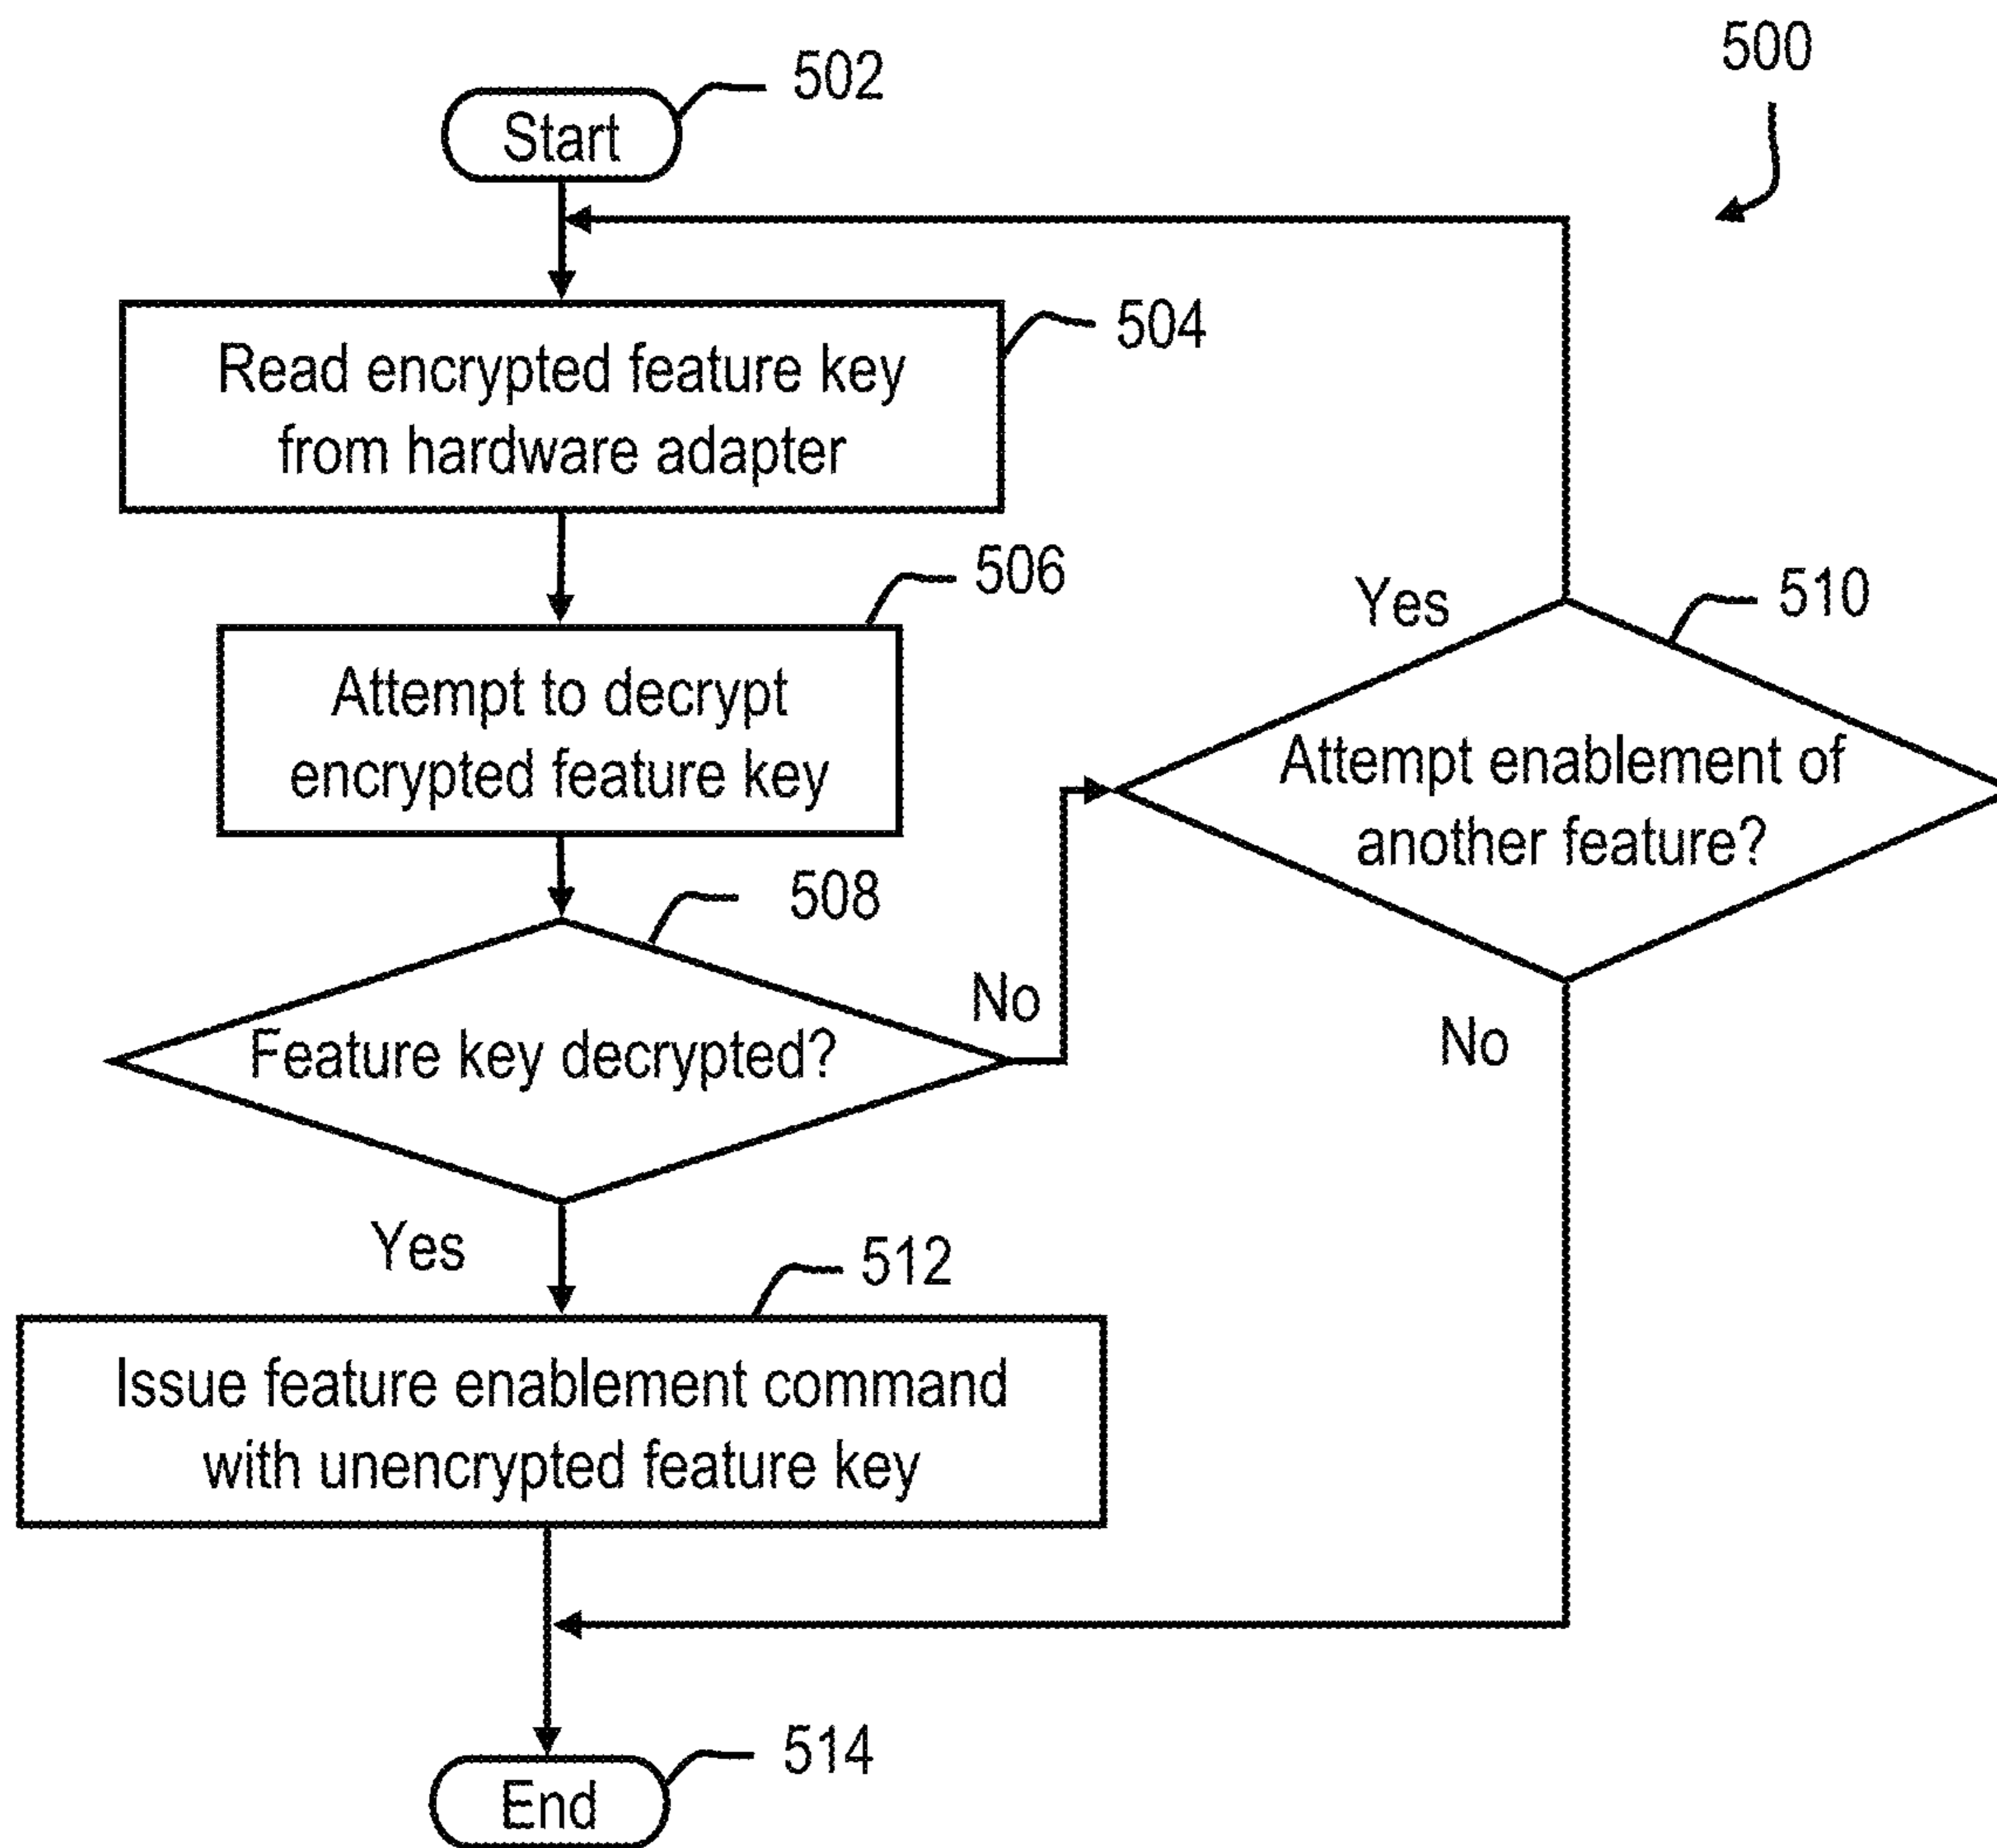 500
502
Start
504
Read encrypted feature key
from hardware adapter
506
Attempt to decrypt
encrypted feature key
510
Yes
Attempt enablement of
another feature?
508
No
Feature key decrypted?
No
Yes
512
Issue feature enablement command
with unencrypted feature key
514
End